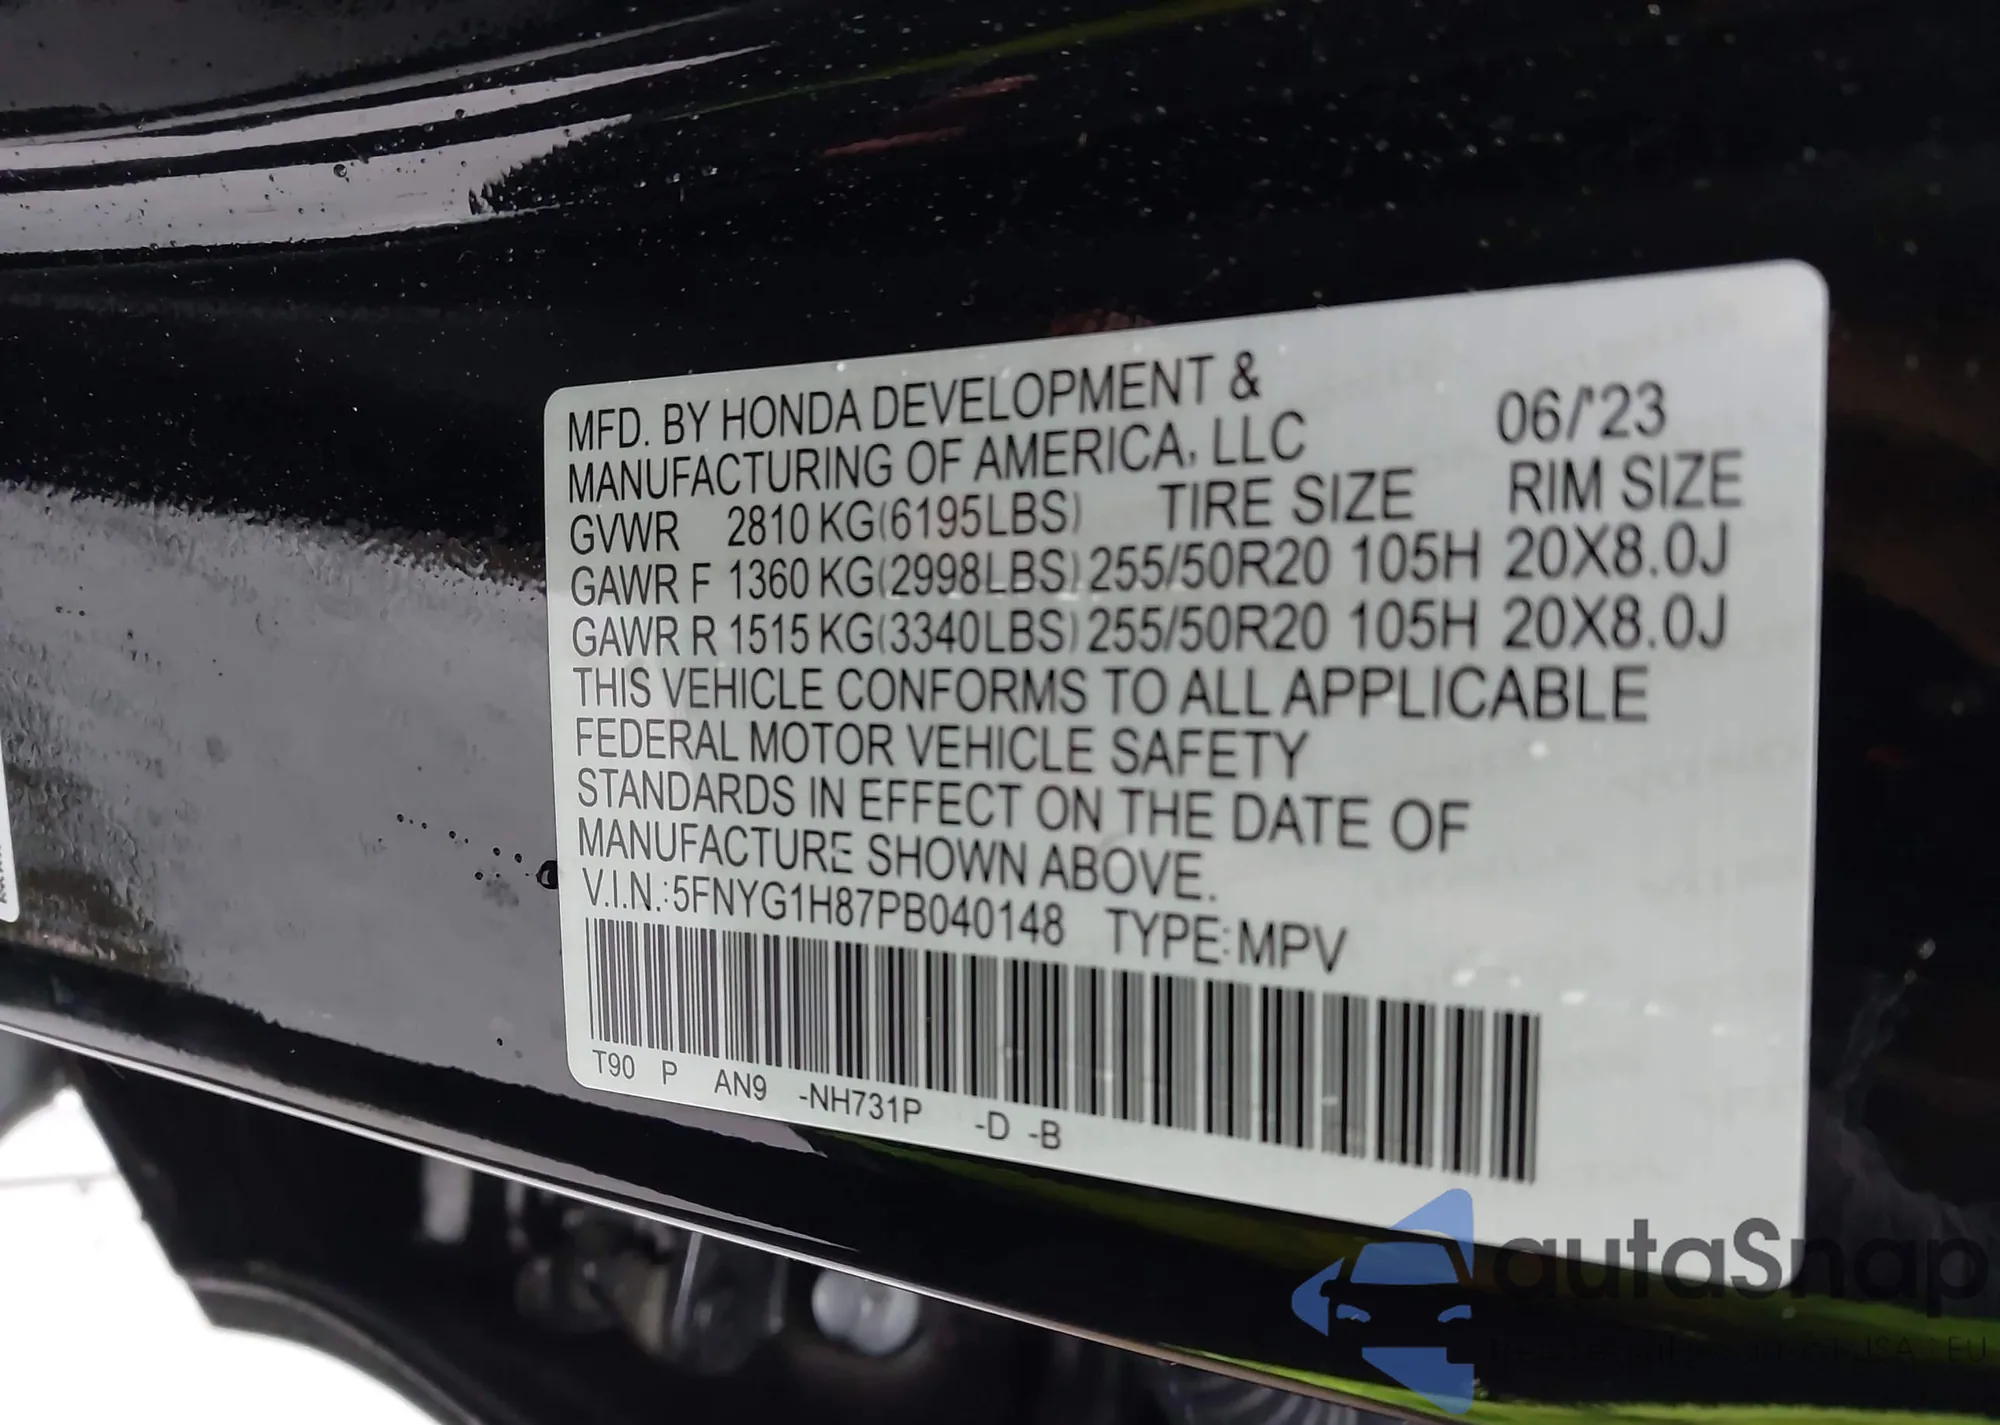 MFD. BY HONDA DEVELOPMENT & 06/'23
MANUFACTURING OF AMERICA, LLC
GVWR 2810 KG(6195LBS) TIRE SIZE RIM SIZE
GAWR F 1360 KG(2998LBS) 255/50R20 105H 20X8.0J
GAWR R 1515 KG(3340LBS) 255/50R20 105H 20X8.0J
THIS VEHICLE CONFORMS TO ALL APPLICABLE
FEDERAL MOTOR VEHICLE SAFETY
STANDARDS IN EFFECT ON THE DATE OF
MANUFACTURE SHOWN ABOVE.
V.I.N.:5FNYG1H87PB040148 TYPE:MPV
T90 P AN9 -NH731P -D -B
autaSnap
USA EU